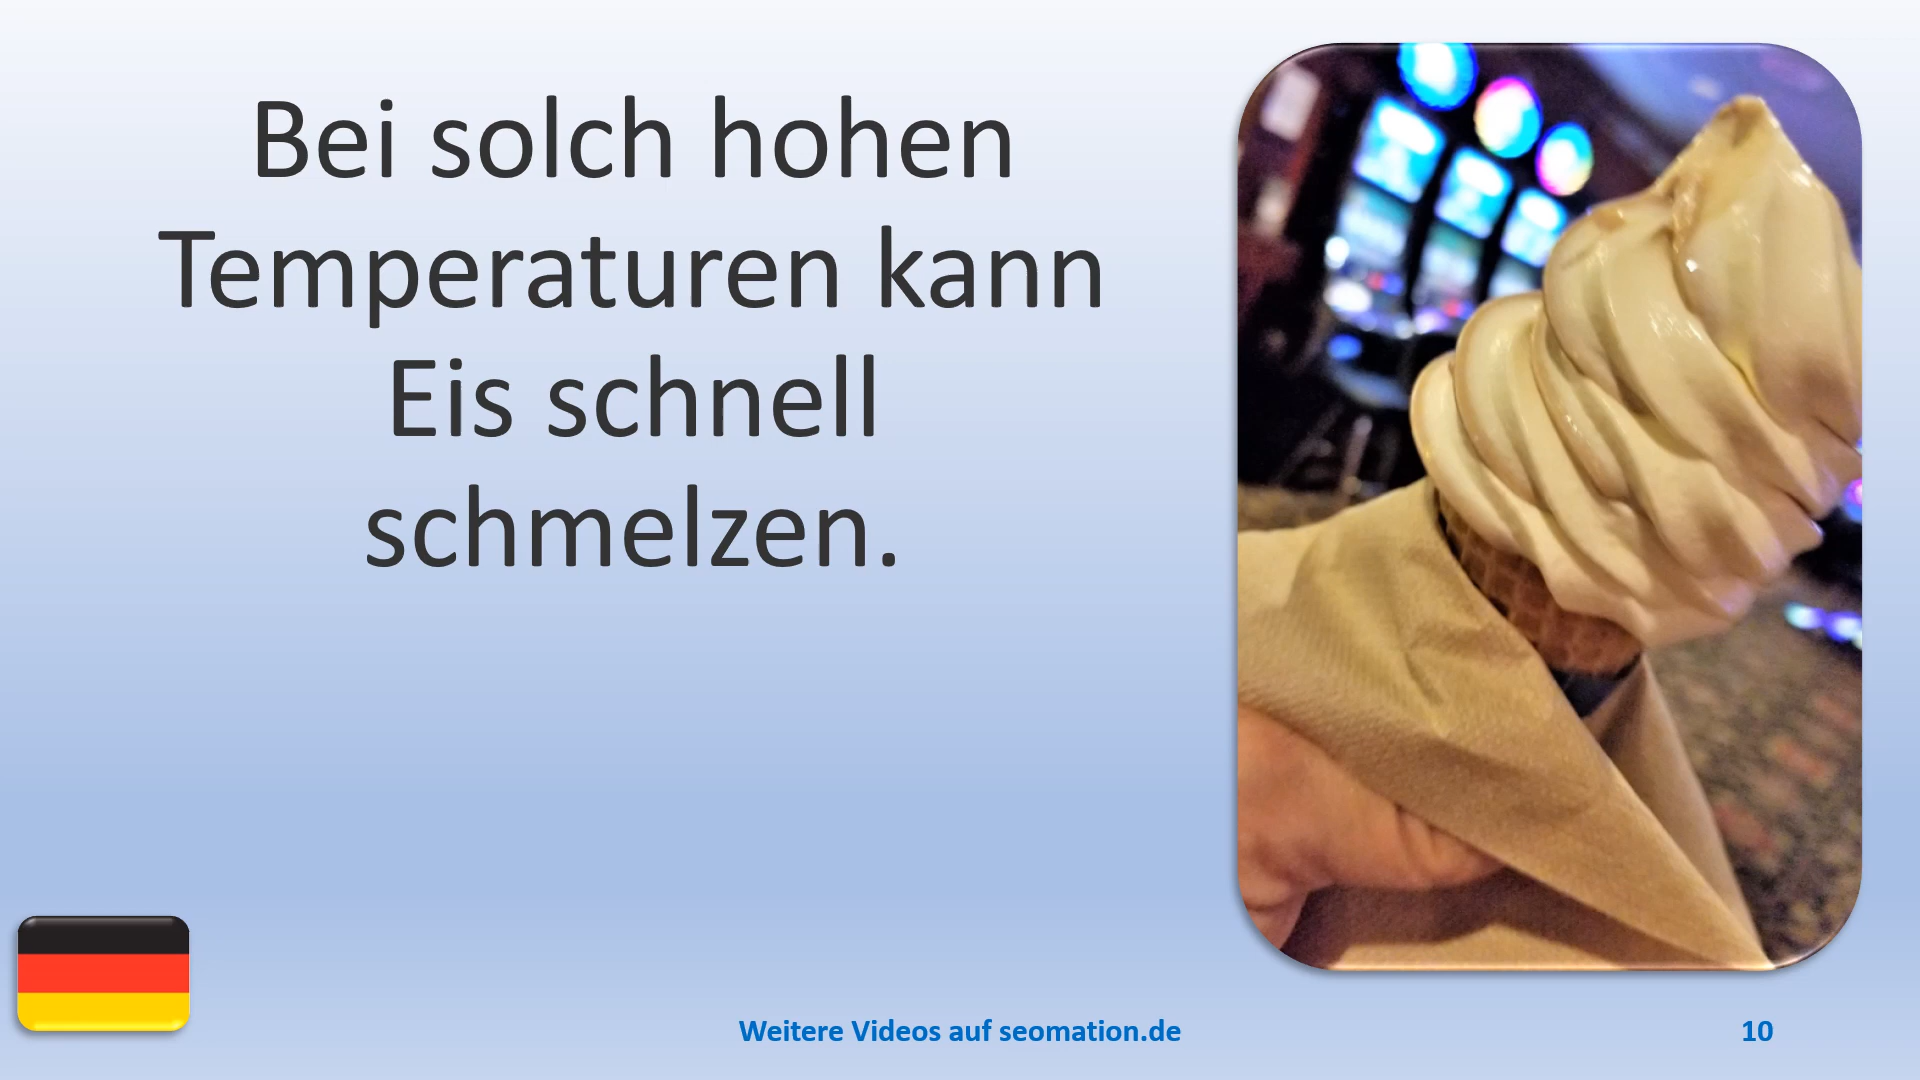 Bei solch hohen
Temperaturen kann
Eis schnell
schmelzen.
Weitere Videos auf seomation.de
10